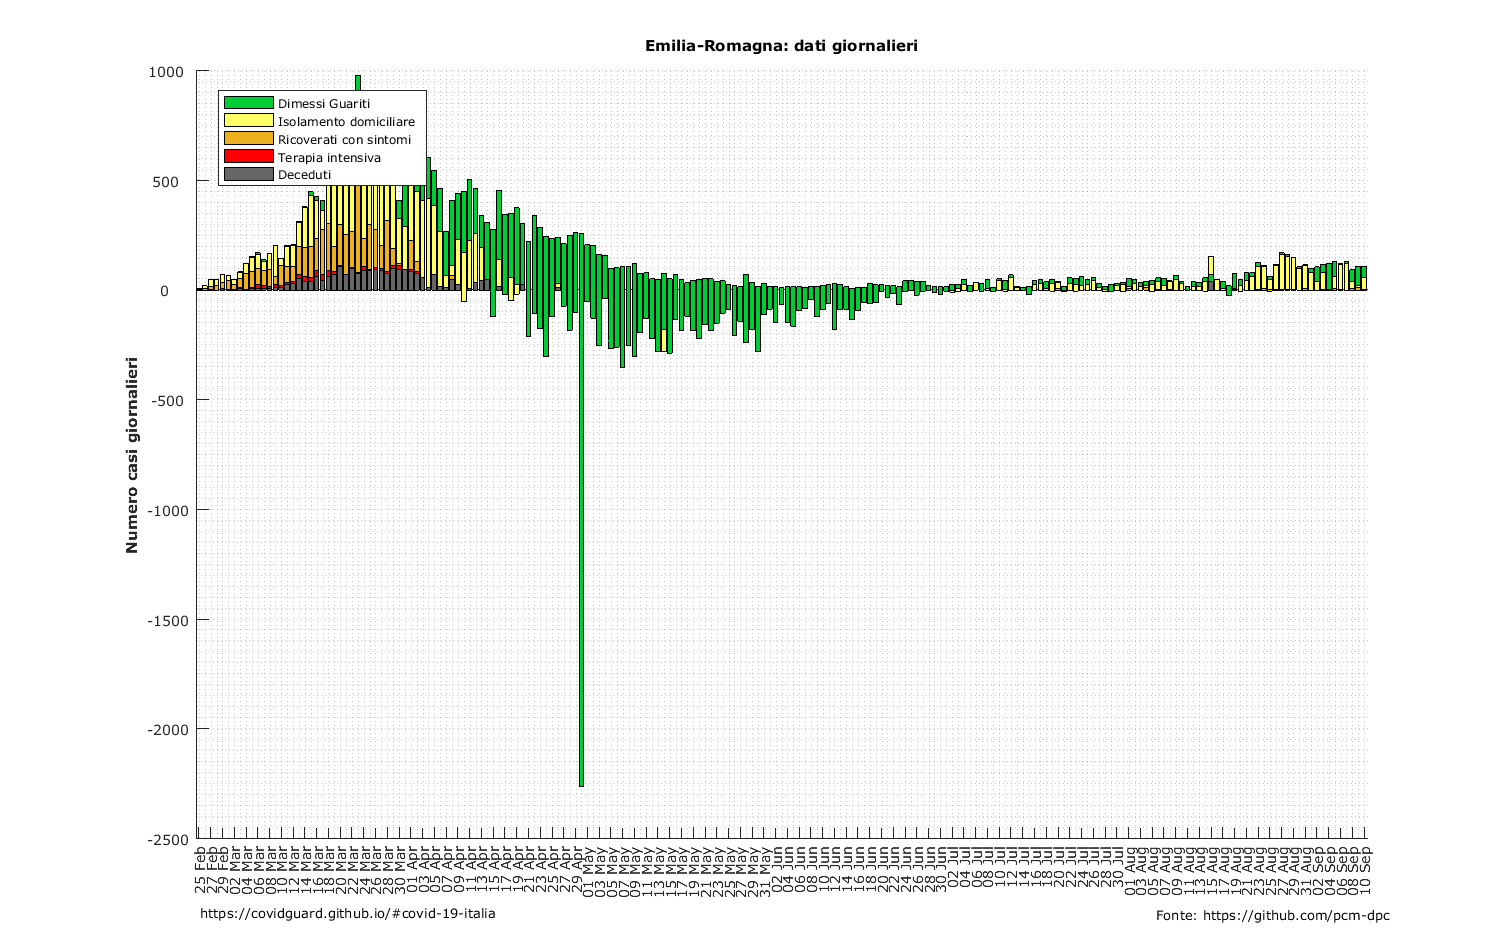 Emilia-Romagna: dati giornalieri
Dimessi Guariti
Isolamento domiciliare
Ricoverati con sintomi
Terapia intensiva
Deceduti
Numero casi giornalieri
1000
500
0
-500
-1000
-1500
-2000
-2500
25 Feb
27 Feb
29 Feb
02 Mar
04 Mar
06 Mar
08 Mar
10 Mar
12 Mar
14 Mar
16 Mar
18 Mar
20 Mar
22 Mar
24 Mar
26 Mar
28 Mar
30 Mar
01 Apr
03 Apr
05 Apr
07 Apr
09 Apr
11 Apr
13 Apr
15 Apr
17 Apr
19 Apr
21 Apr
23 Apr
25 Apr
27 Apr
29 Apr
01 May
03 May
05 May
07 May
09 May
11 May
13 May
15 May
17 May
19 May
21 May
23 May
25 May
27 May
29 May
31 May
02 Jun
04 Jun
06 Jun
08 Jun
10 Jun
12 Jun
14 Jun
16 Jun
18 Jun
20 Jun
22 Jun
24 Jun
26 Jun
28 Jun
30 Jun
02 Jul
04 Jul
06 Jul
08 Jul
10 Jul
12 Jul
14 Jul
16 Jul
18 Jul
20 Jul
22 Jul
24 Jul
26 Jul
28 Jul
30 Jul
01 Aug
03 Aug
05 Aug
07 Aug
09 Aug
11 Aug
13 Aug
15 Aug
17 Aug
19 Aug
21 Aug
23 Aug
25 Aug
27 Aug
29 Aug
31 Aug
02 Sep
04 Sep
06 Sep
08 Sep
10 Sep
https://covidguard.github.io/#covid-19-italia
Fonte: https://github.com/pcm-dpc